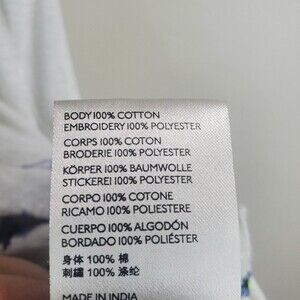 BODY 100% COTTON
EMBROIDERY 100% POLYESTER
CORPS 100% COTON
BRODERIE 100% POLYESTER
KÖRPER 100% BAUMWOLLE
STICKEREI 100% POLYESTER
CORPO 100% COTONE
RICAMO 100% POLIESTERE
CUERPO 100% ALGODÓN
BORDADO 100% POLIÉSTER
身体 100% 棉
刺绣 100% 涤纶
MADE IN INDIA